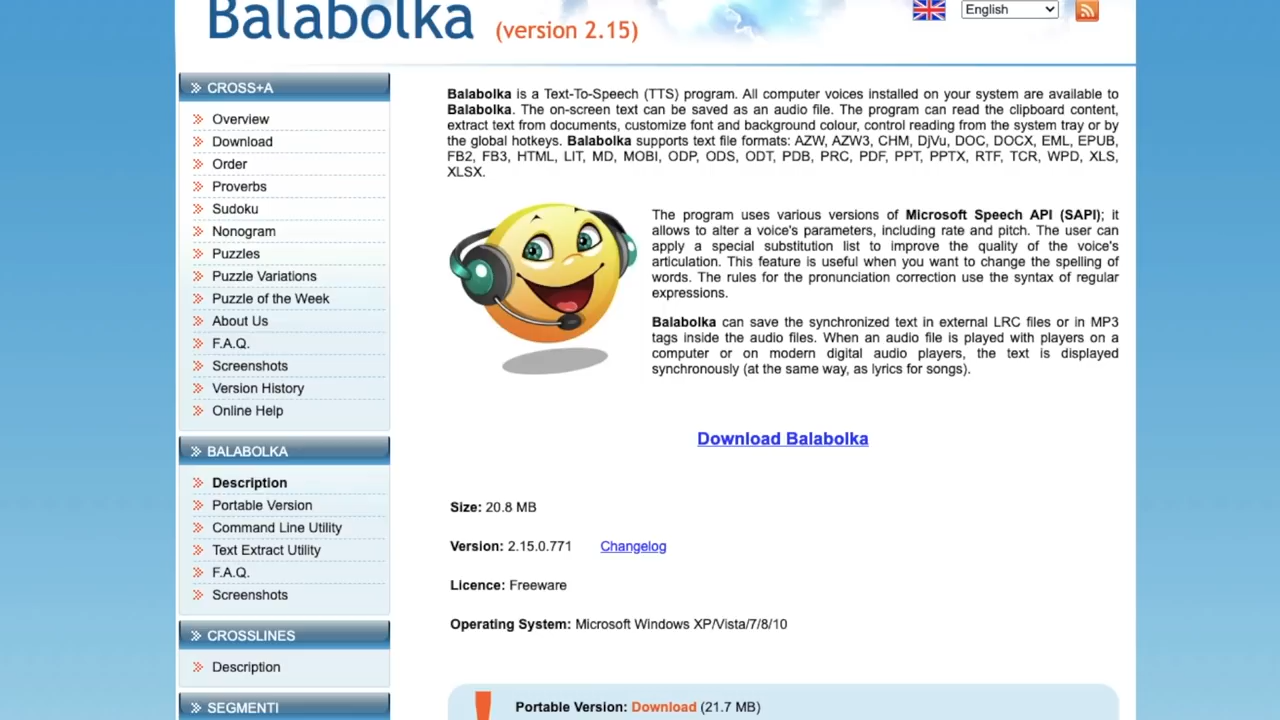 Balabolka (version 2.15)
English
CROSS+A
Overview
Download
Order
Proverbs
Sudoku
Nonogram
Puzzles
Puzzle Variations
Puzzle of the Week
About Us
F.A.Q.
Screenshots
Version History
Online Help
BALABOLKA
Description
Portable Version
Command Line Utility
Text Extract Utility
F.A.Q.
Screenshots
CROSSLINES
Description
SEGMENTI
Balabolka is a Text-To-Speech (TTS) program. All computer voices installed on your system are available to
Balabolka. The on-screen text can be saved as an audio file. The program can read the clipboard content,
extract text from documents, customize font and background colour, control reading from the system tray or by
the global hotkeys. Balabolka supports text file formats: AZW, AZW3, CHM, DjVu, DOC, DOCX, EML, EPUB,
FB2, FB3, HTML, LIT, MD, MOBI, ODP, ODS, ODT, PDB, PRC, PDF, PPT, PPTX, RTF, TCR, WPD, XLS,
XLSX.
The program uses various versions of Microsoft Speech API (SAPI); it
allows to alter a voice's parameters, including rate and pitch. The user can
apply a special substitution list to improve the quality of the voice's
articulation. This feature is useful when you want to change the spelling of
words. The rules for the pronunciation correction use the syntax of regular
expressions.
Balabolka can save the synchronized text in external LRC files or in MP3
tags inside the audio files. When an audio file is played with players on a
computer or on modern digital audio players, the text is displayed
synchronously (at the same way, as lyrics for songs).
Download Balabolka
Size: 20.8 MB
Version: 2.15.0.771 Changelog
Licence: Freeware
Operating System: Microsoft Windows XP/Vista/7/8/10
Portable Version: Download (21.7 MB)